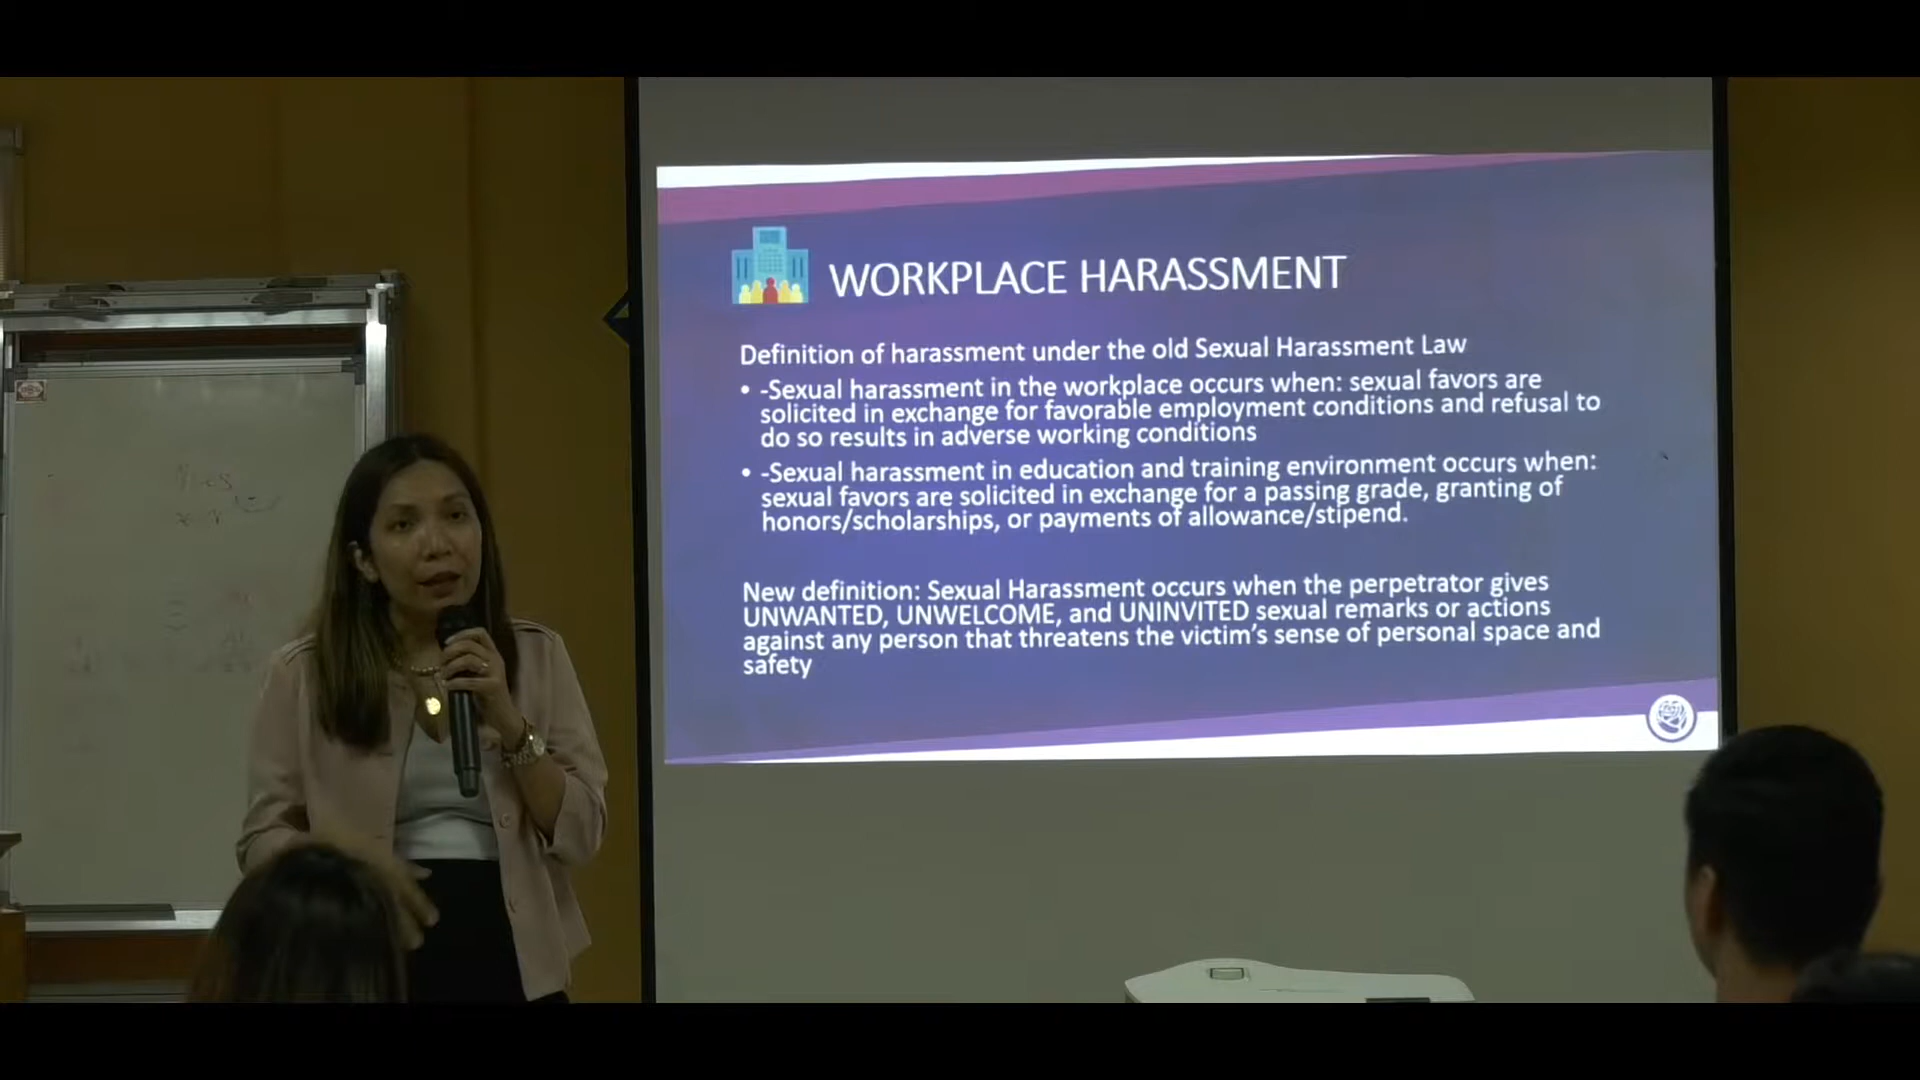 WORKPLACE HARASSMENT
Definition of harassment under the old Sexual Harassment Law
• -Sexual harassment in the workplace occurs when: sexual favors are
solicited in exchange for favorable employment conditions and refusal to
do so results in adverse working conditions
• -Sexual harassment in education and training environment occurs when:
sexual favors are solicited in exchange for a passing grade, granting of
honors/scholarships, or payments of allowance/stipend.
New definition: Sexual Harassment occurs when the perpetrator gives
UNWANTED, UNWELCOME, and UNINVITED sexual remarks or actions
against any person that threatens the victim's sense of personal space and
safety